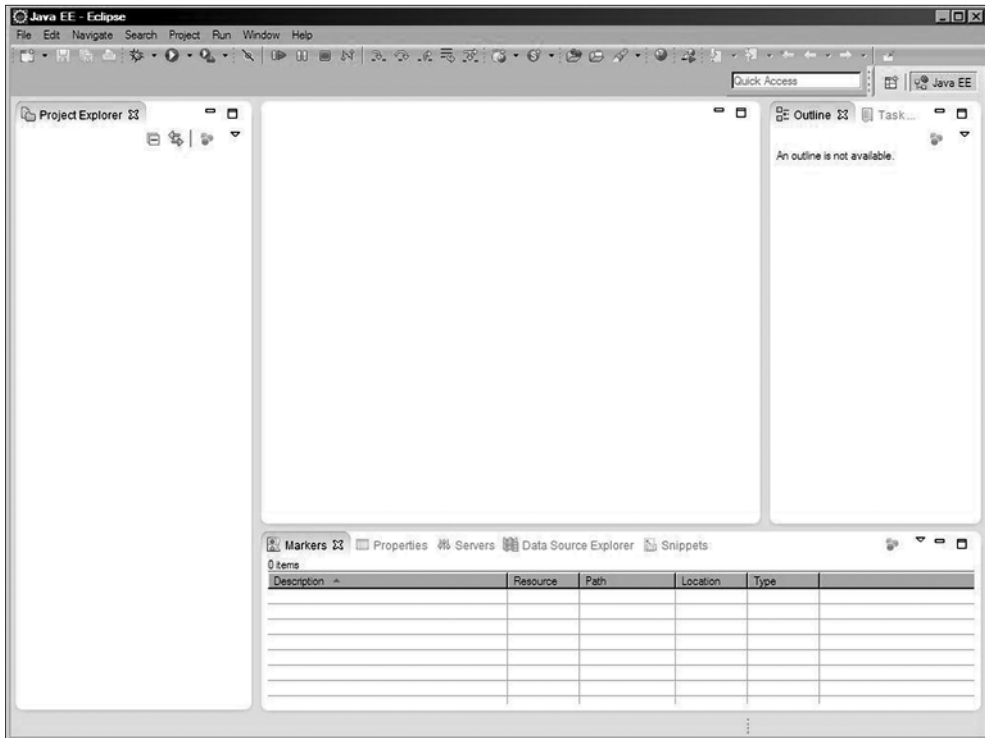 Java EE - Eclipse
File Edit Navigate Search Project Run Window Help
Quick Access
Java EE
Project Explorer
Outline Task...
An outline is not available.
Markers Properties Servers Data Source Explorer Snippets
0 items
Description Resource Path Location Type